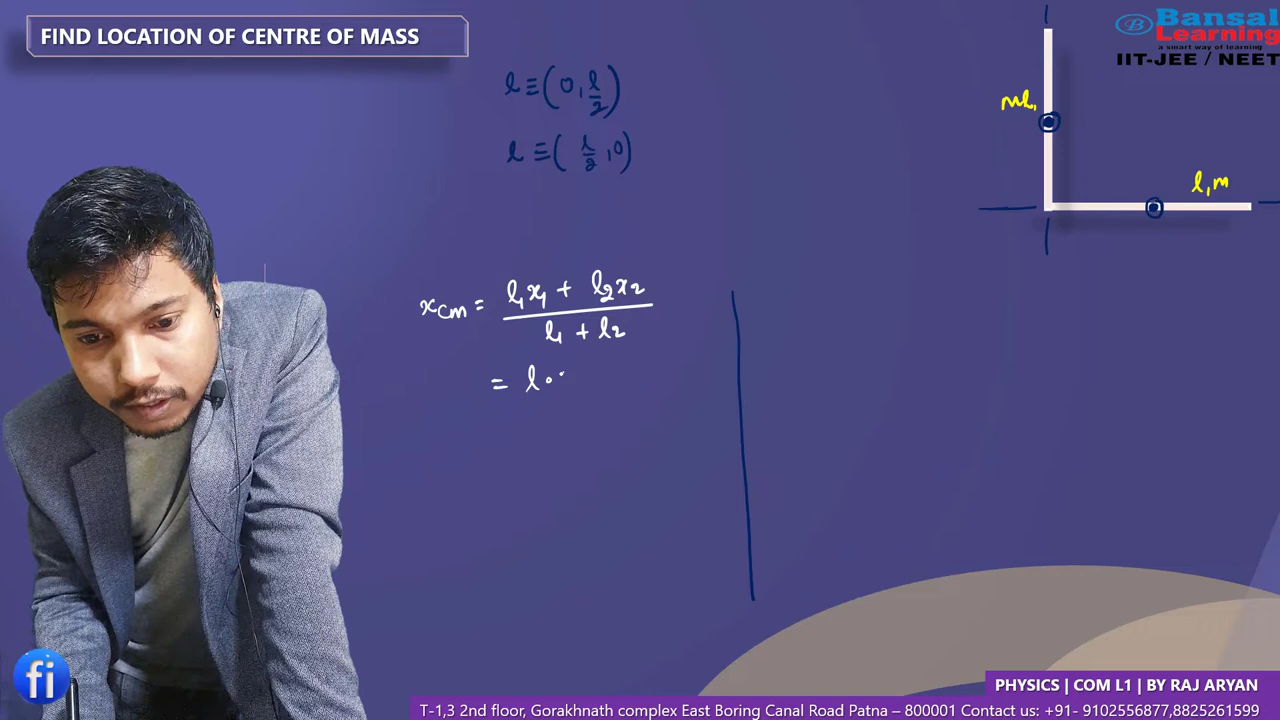 FIND LOCATION OF CENTRE OF MASS
Bansal
Learning
a smart way of learning
IIT-JEE / NEET
l ≡ (0, l/2)
l ≡ (l/2, 0)
l, m
x_cm = (l₁x₁ + l₂x₂) / (l₁ + l₂)
= l0
fi
PHYSICS | COM L1 | BY RAJ ARYAN
T-1,3 2nd floor, Gorakhnath complex East Boring Canal Road Patna – 800001 Contact us: +91- 9102556877,8825261599